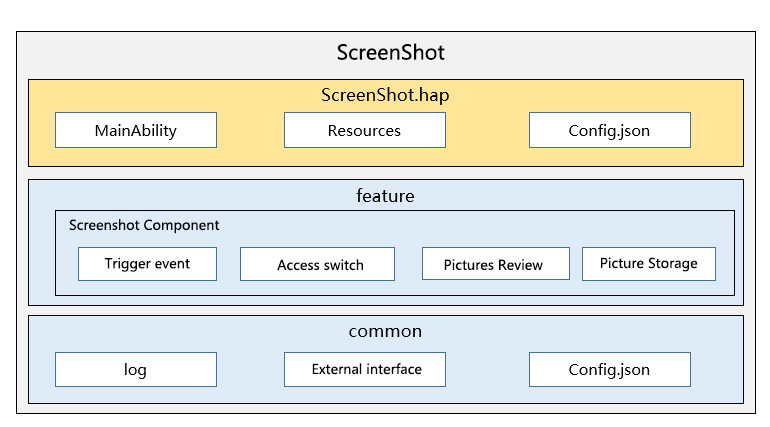 ScreenShot
ScreenShot.hap
MainAbility
Resources
Config.json
feature
Screenshot Component
Trigger event
Access switch
Pictures Review
Picture Storage
common
log
External interface
Config.json